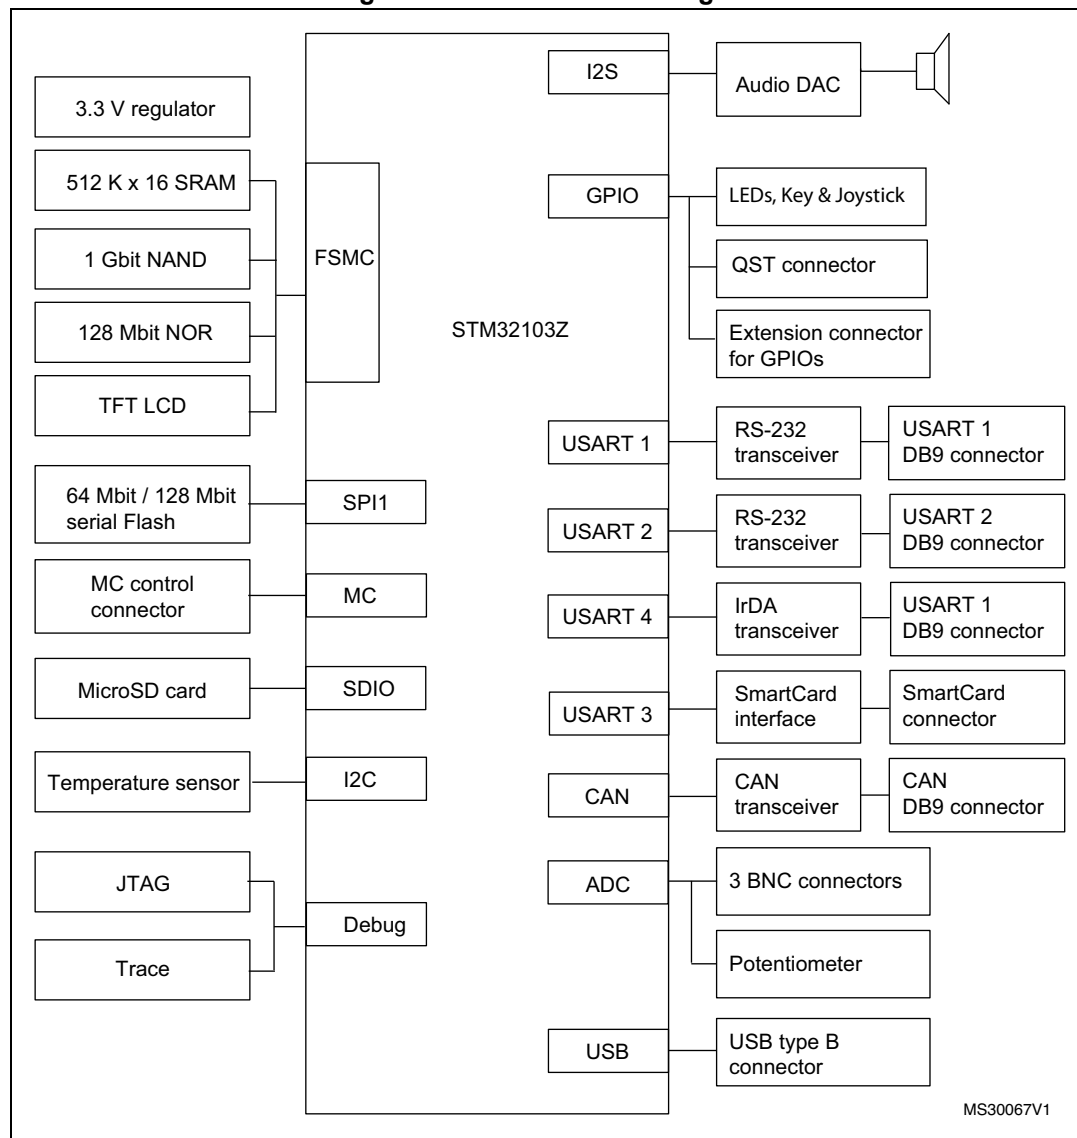 I2S
Audio DAC
3.3 V regulator
512 K x 16 SRAM
1 Gbit NAND
128 Mbit NOR
TFT LCD
FSMC
STM32103Z
GPIO
LEDs, Key & Joystick
QST connector
Extension connector
for GPIOs
64 Mbit / 128 Mbit
serial Flash
SPI1
MC control
connector
MC
MicroSD card
SDIO
Temperature sensor
I2C
JTAG
Trace
Debug
USART 1
RS-232
transceiver
USART 1
DB9 connector
USART 2
RS-232
transceiver
USART 2
DB9 connector
USART 4
IrDA
transceiver
USART 1
DB9 connector
USART 3
SmartCard
interface
SmartCard
connector
CAN
CAN
transceiver
CAN
DB9 connector
ADC
3 BNC connectors
Potentiometer
USB
USB type B
connector
MS30067V1